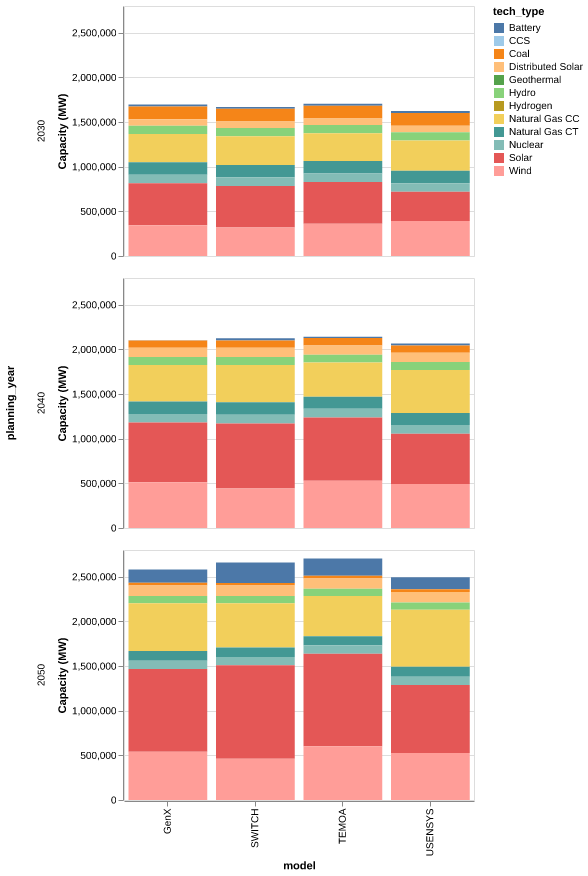 tech_type
Battery
CCS
Coal
Distributed Solar
Geothermal
Hydro
Hydrogen
Natural Gas CC
Natural Gas CT
Nuclear
Solar
Wind
planning_year
2030
Capacity (MW)
2,500,000
2,000,000
1,500,000
1,000,000
500,000
0
2040
Capacity (MW)
2,500,000
2,000,000
1,500,000
1,000,000
500,000
0
2050
Capacity (MW)
2,500,000
2,000,000
1,500,000
1,000,000
500,000
0
GenX
SWITCH
TEMOA
USENSYS
model